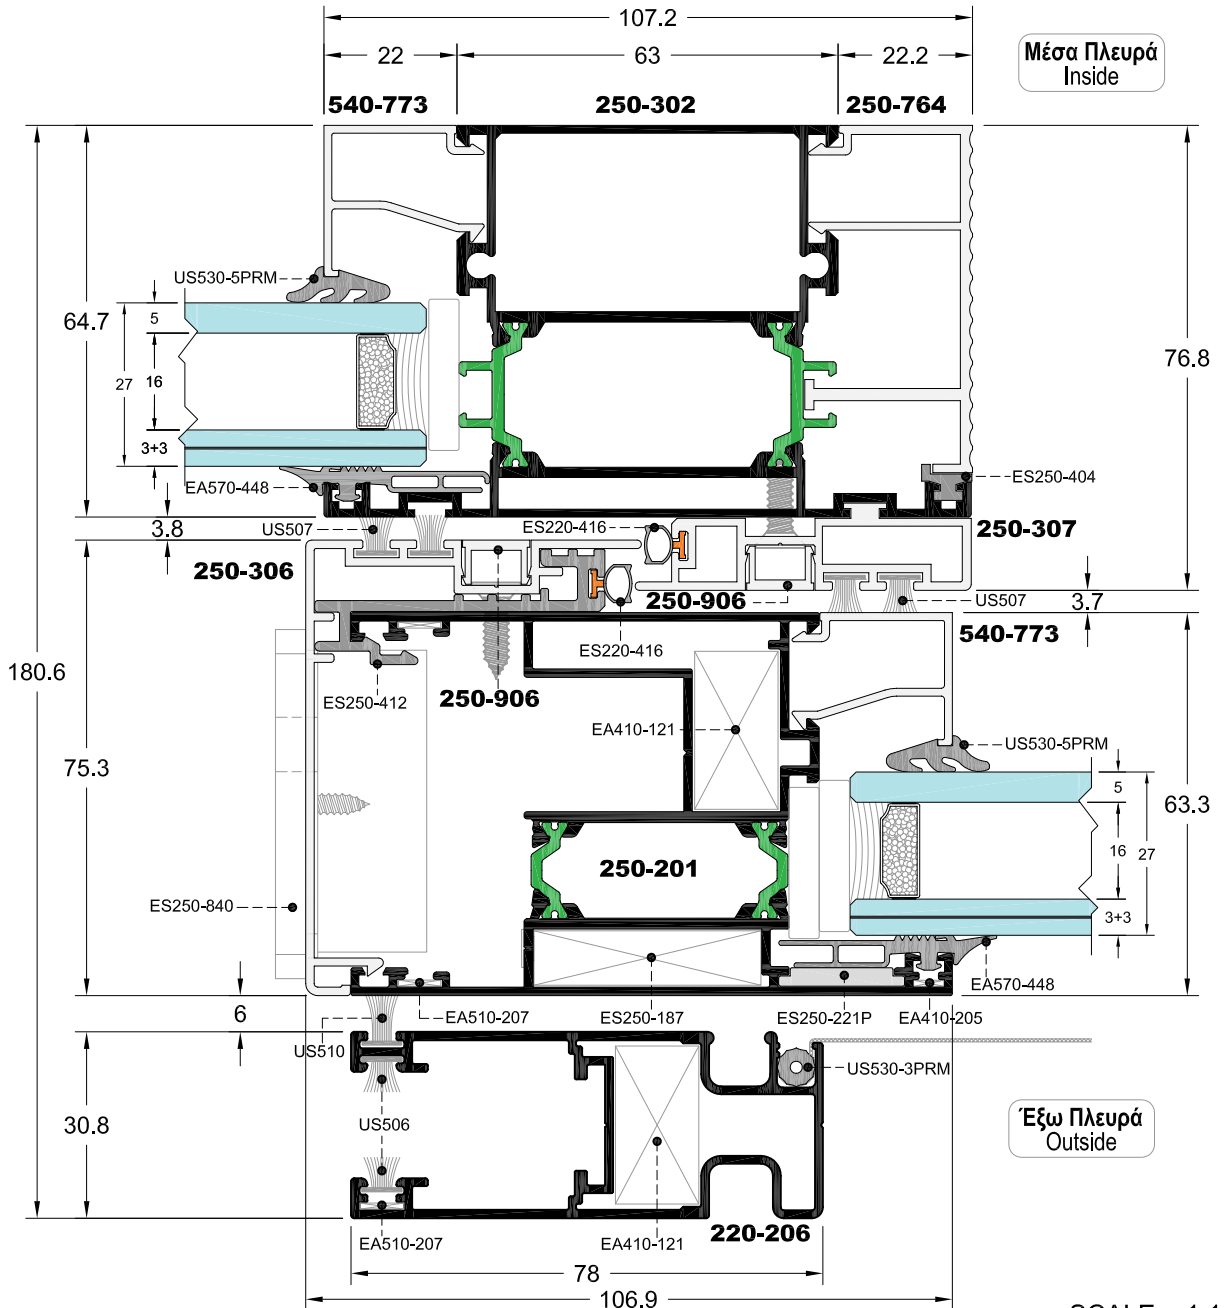 107.2
22
63
22.2
Μέσα Πλευρά
Inside
540-773
250-302
250-764
US530-5PRM
64.7
5
27
16
3+3
76.8
EA570-448
ES250-404
3.8
US507
ES220-416
250-307
250-306
250-906
US507
3.7
ES220-416
540-773
180.6
ES250-412
250-906
EA410-121
US530-5PRM
75.3
5
16
27
3+3
63.3
250-201
ES250-840
EA570-448
6
EA510-207
ES250-187
ES250-221P
EA410-205
US510
US530-3PRM
30.8
US506
Έξω Πλευρά
Outside
220-206
EA510-207
EA410-121
78
106.9